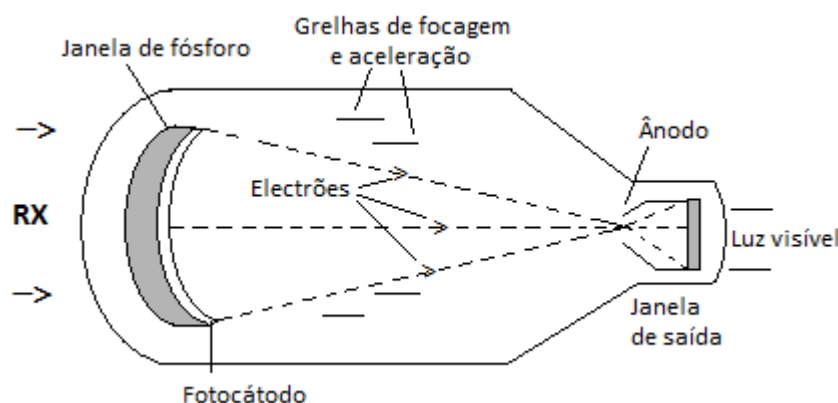 Grelhas de focagem
e aceleração
Janela de fósforo
Ânodo
RX
Electrões
Luz visível
Janela
de saída
Fotocátodo